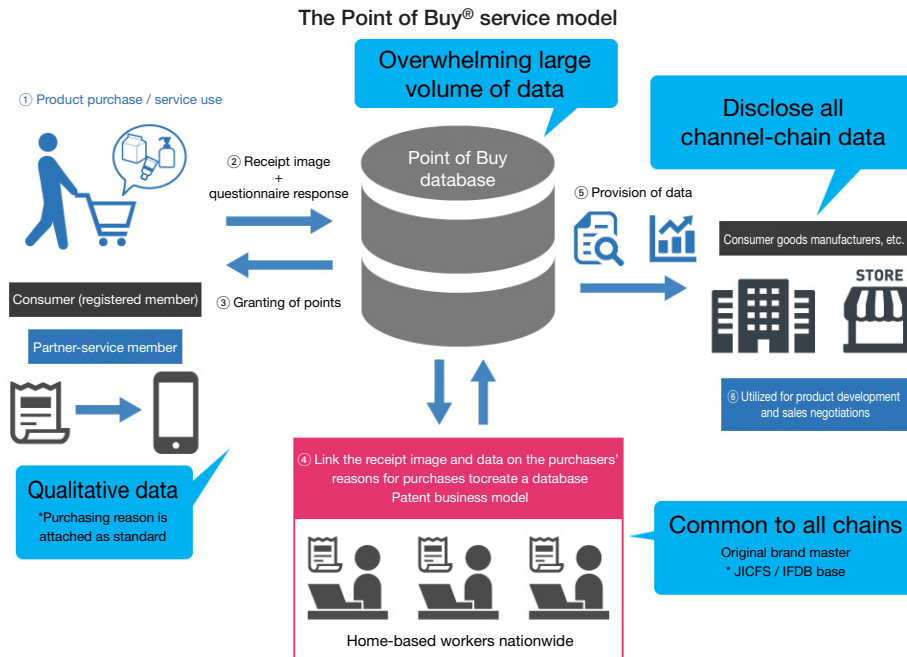 The Point of Buy® service model
Overwhelming large
volume of data
① Product purchase / service use
Disclose all
channel-chain data
② Receipt image
+
questionnaire response
Point of Buy
database
⑤ Provision of data
Consumer goods manufacturers, etc.
③ Granting of points
Consumer (registered member)
STORE
Partner-service member
⑥ Utilized for product development
and sales negotiations
④ Link the receipt image and data on the purchasers'
reasons for purchases tocreate a database
Patent business model
Qualitative data
*Purchasing reason is
attached as standard
Common to all chains
Original brand master
* JICFS / IFDB base
Home-based workers nationwide